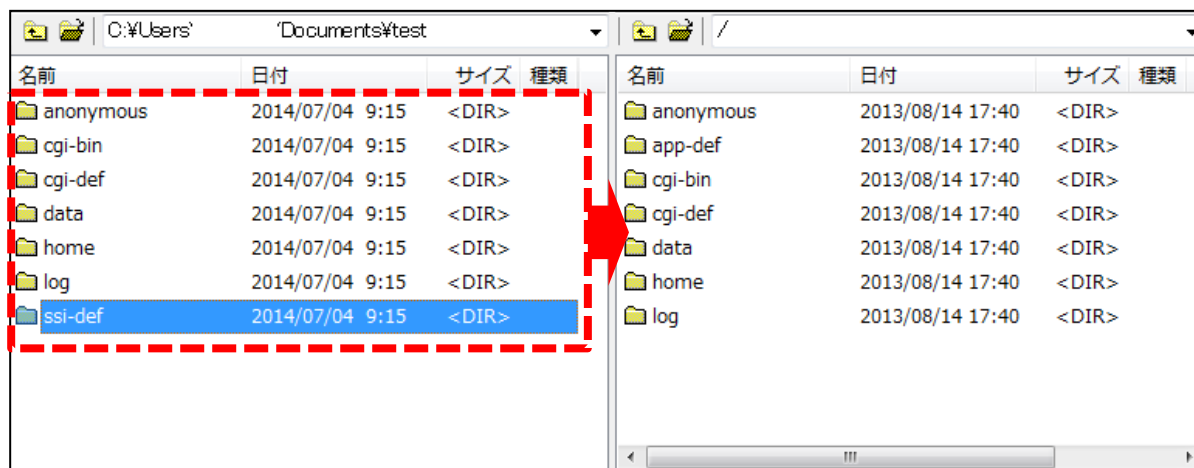 C:¥Users¥ ¥Documents¥test
名前 日付 サイズ 種類
anonymous 2014/07/04 9:15 <DIR>
cgi-bin 2014/07/04 9:15 <DIR>
cgi-def 2014/07/04 9:15 <DIR>
data 2014/07/04 9:15 <DIR>
home 2014/07/04 9:15 <DIR>
log 2014/07/04 9:15 <DIR>
ssi-def 2014/07/04 9:15 <DIR>
/
名前 日付 サイズ 種類
anonymous 2013/08/14 17:40 <DIR>
app-def 2013/08/14 17:40 <DIR>
cgi-bin 2013/08/14 17:40 <DIR>
cgi-def 2013/08/14 17:40 <DIR>
data 2013/08/14 17:40 <DIR>
home 2013/08/14 17:40 <DIR>
log 2013/08/14 17:40 <DIR>